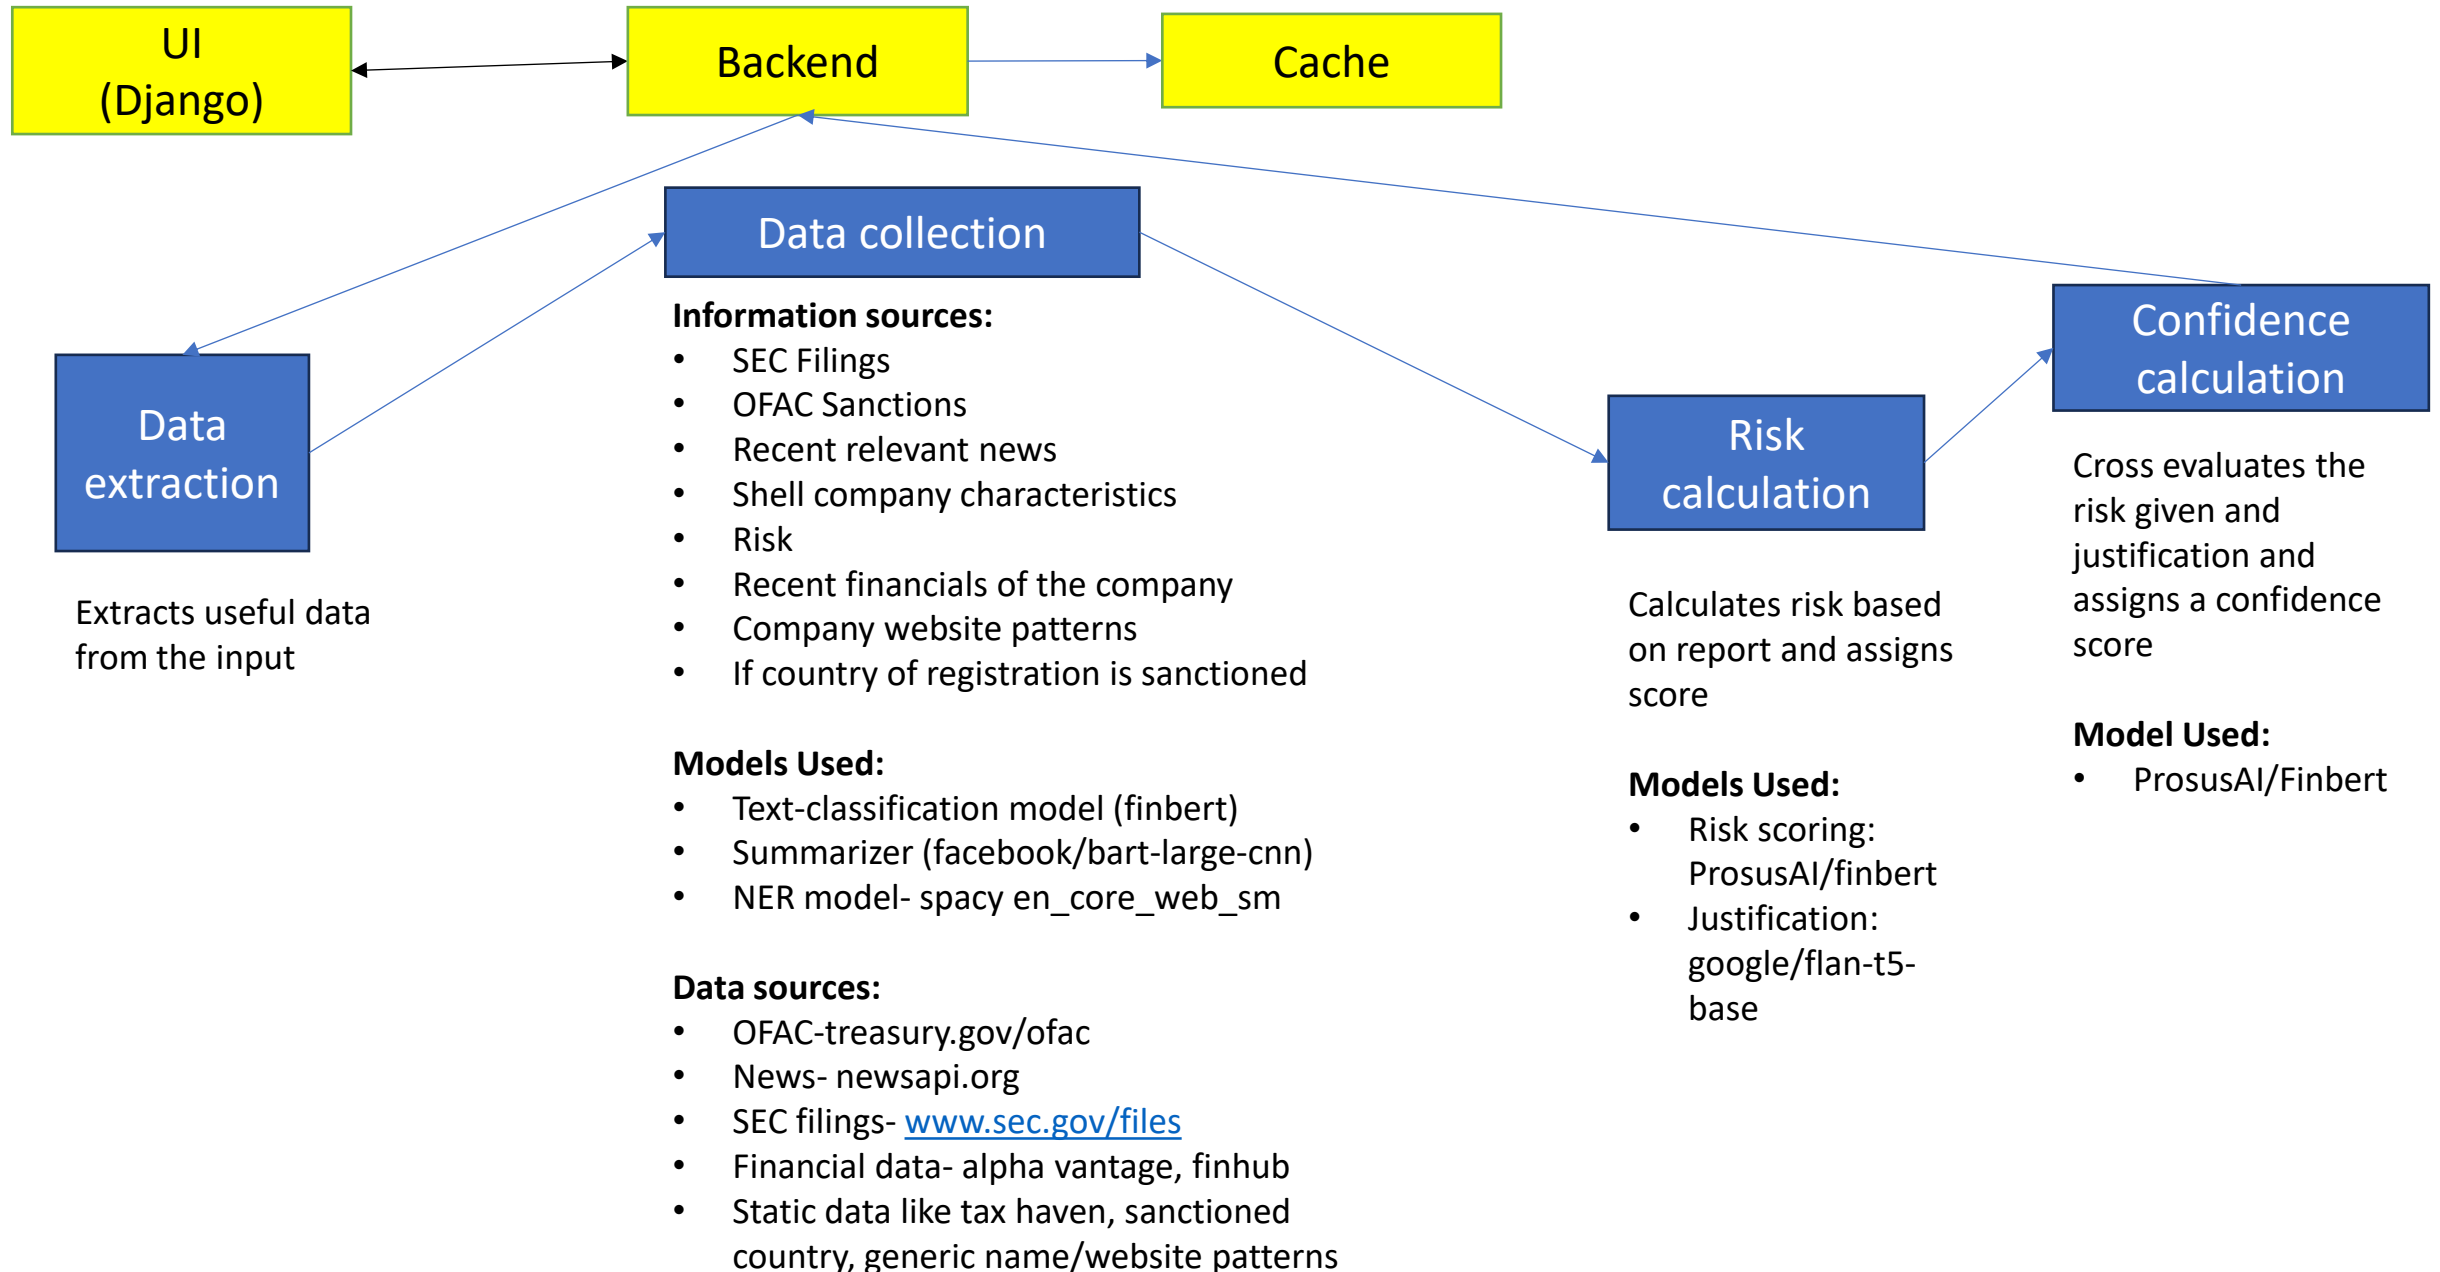 UI
(Django)
Backend
Cache
Data collection
Information sources:
• SEC Filings
• OFAC Sanctions
• Recent relevant news
• Shell company characteristics
• Risk
• Recent financials of the company
• Company website patterns
• If country of registration is sanctioned
Models Used:
• Text-classification model (finbert)
• Summarizer (facebook/bart-large-cnn)
• NER model- spacy en_core_web_sm
Data sources:
• OFAC-treasury.gov/ofac
• News- newsapi.org
• SEC filings- www.sec.gov/files
• Financial data- alpha vantage, finhub
• Static data like tax haven, sanctioned
country, generic name/website patterns
Data
extraction
Extracts useful data
from the input
Risk
calculation
Calculates risk based
on report and assigns
score
Models Used:
• Risk scoring:
ProsusAI/finbert
• Justification:
google/flan-t5-
base
Confidence
calculation
Cross evaluates the
risk given and
justification and
assigns a confidence
score
Model Used:
• ProsusAI/Finbert